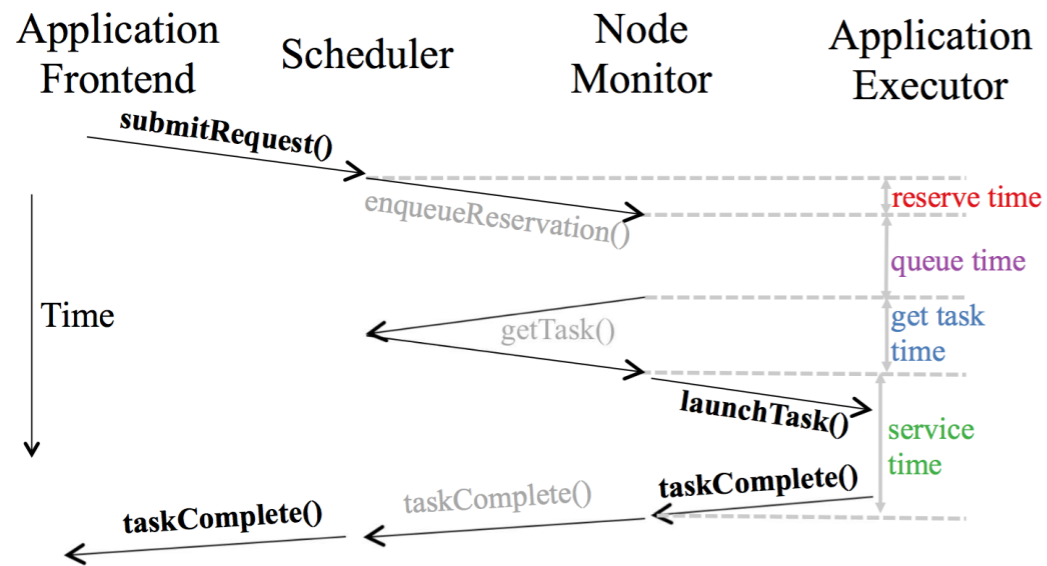 Application
Frontend
Scheduler
Node
Monitor
Application
Executor
submitRequest()
enqueueReservation()
reserve time
queue time
Time
getTask()
get task
time
launchTask()
service
time
taskComplete()
taskComplete()
taskComplete()